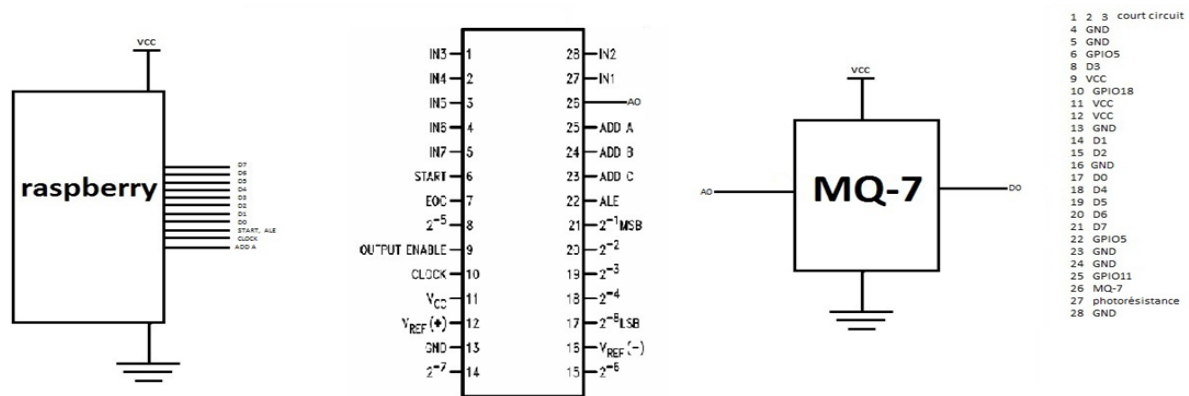 vcc
raspberry
D7
D6
D5
D4
D3
D2
D1
D0
START, ALE
CLOCK
ADD A
IN3 1 28 IN2
IN4 2 27 IN1
IN5 3 26 A0
IN6 4 25 ADD A
IN7 5 24 ADD B
START 6 23 ADD C
EOC 7 22 ALE
2⁻⁵ 8 21 2⁻¹MSB
OUTPUT ENABLE 9 20 2⁻²
CLOCK 10 19 2⁻³
VCC 11 18 2⁻⁴
VREF(+) 12 17 2⁻⁸LSB
GND 13 16 VREF(-)
2⁻⁷ 14 15 2⁻⁶
vcc
A0 MQ-7 D0
1 2 3 court circuit
4 GND
5 GND
6 GPIO5
8 D3
9 VCC
10 GPIO18
11 VCC
12 VCC
13 GND
14 D1
15 D2
16 GND
17 D0
18 D4
19 D5
20 D6
21 D7
22 GPIO5
23 GND
24 GND
25 GPIO11
26 MQ-7
27 photorésistance
28 GND